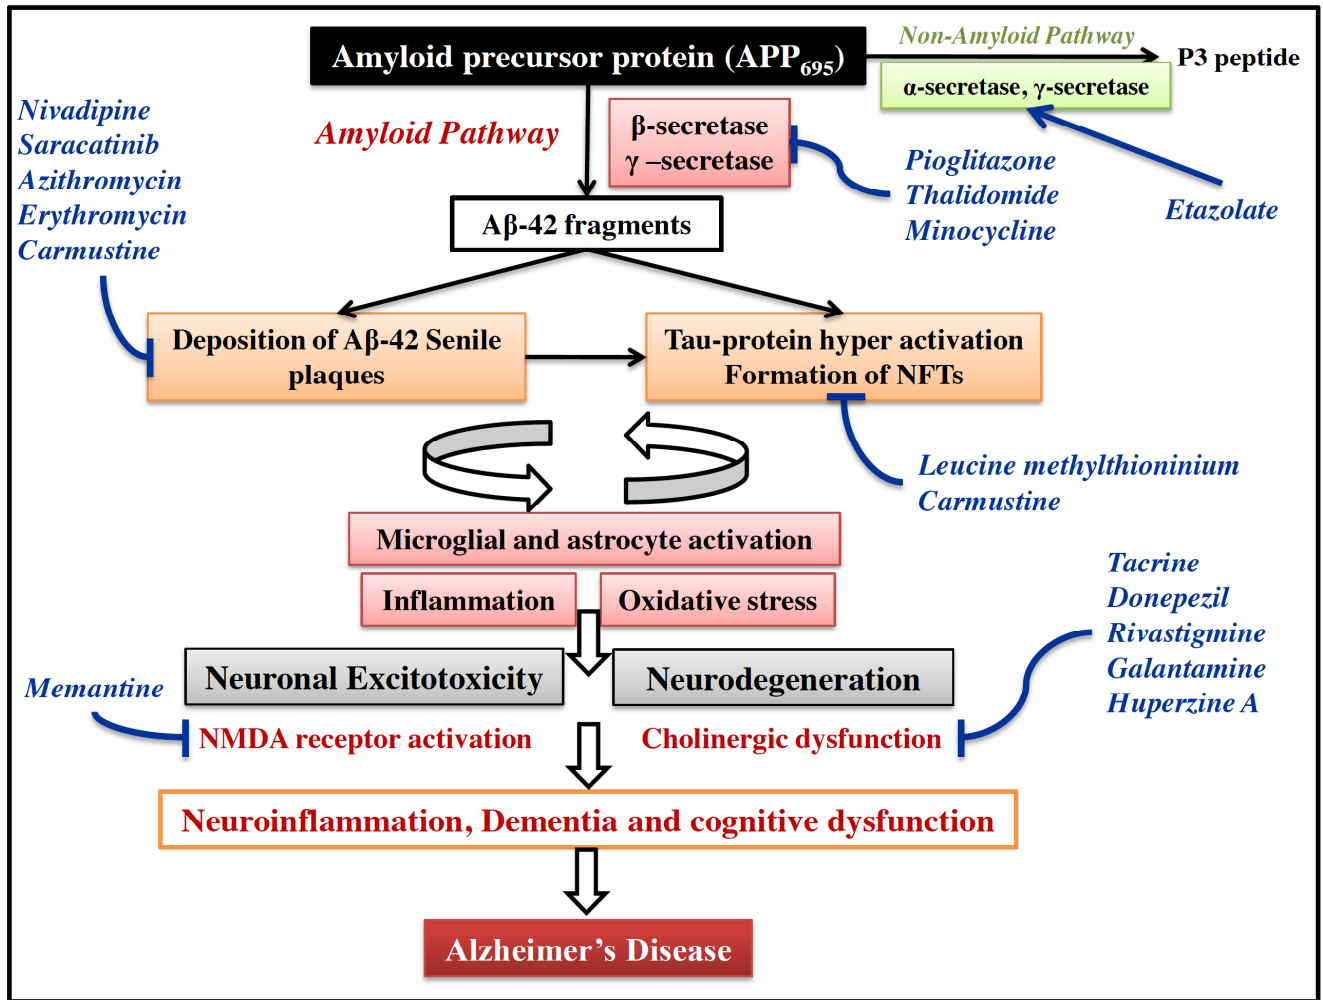 Amyloid precursor protein (APP695)
Non-Amyloid Pathway
P3 peptide
α-secretase, γ-secretase
Nivadipine
Saracatinib
Azithromycin
Erythromycin
Carmustine
Amyloid Pathway
β-secretase
γ –secretase
Pioglitazone
Thalidomide
Minocycline
Etazolate
Aβ-42 fragments
Deposition of Aβ-42 Senile
plaques
Tau-protein hyper activation
Formation of NFTs
Leucine methylthioninium
Carmustine
Microglial and astrocyte activation
Inflammation
Oxidative stress
Tacrine
Donepezil
Rivastigmine
Galantamine
Huperzine A
Neuronal Excitotoxicity
Neurodegeneration
Memantine
NMDA receptor activation
Cholinergic dysfunction
Neuroinflammation, Dementia and cognitive dysfunction
Alzheimer’s Disease